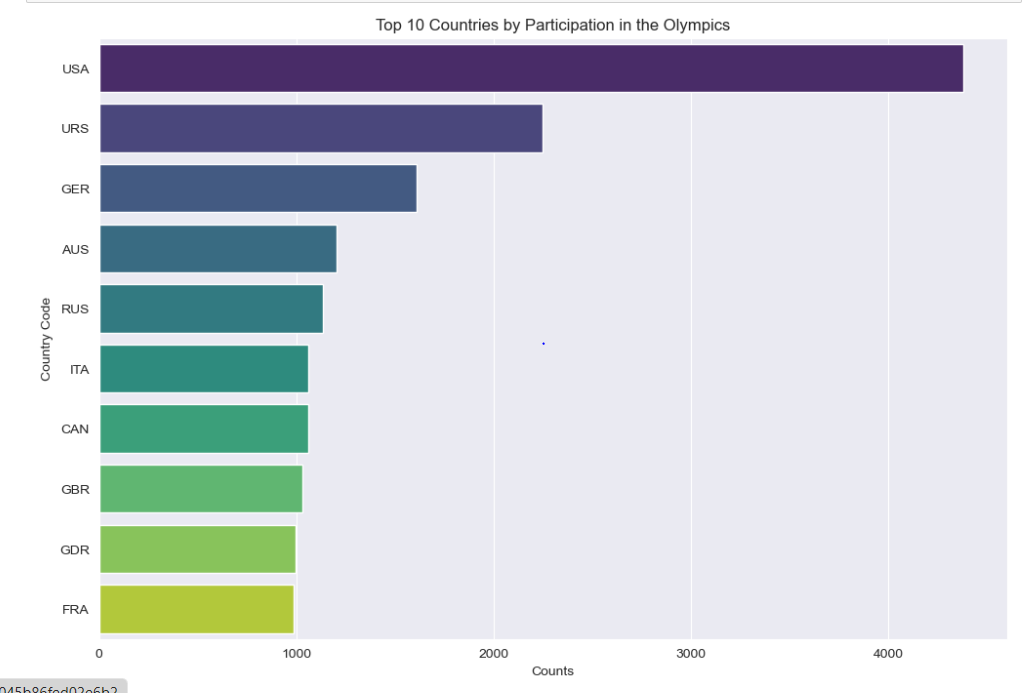 Top 10 Countries by Participation in the Olympics
USA
URS
GER
AUS
RUS
ITA
CAN
GBR
GDR
FRA
Country Code
0 1000 2000 3000 4000
Counts